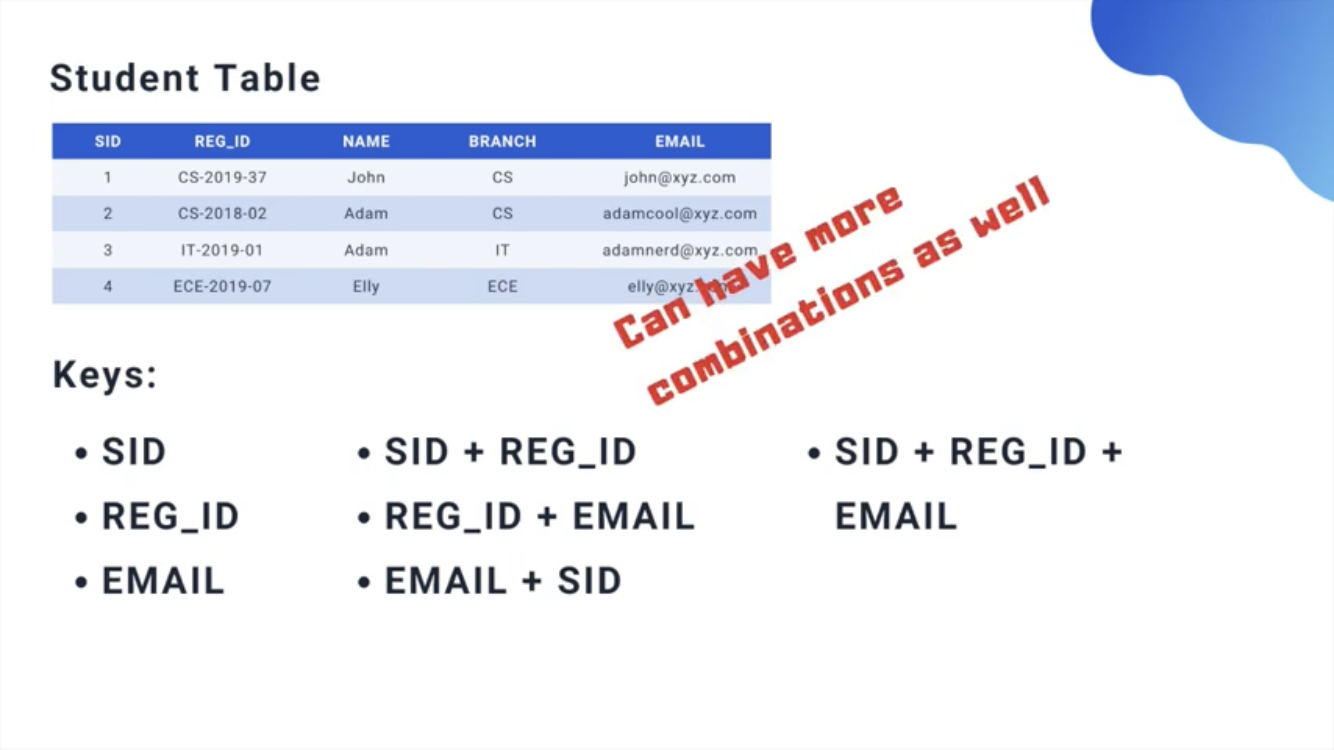 Student Table
SID REG_ID NAME BRANCH EMAIL
1 CS-2019-37 John CS john@xyz.com
2 CS-2018-02 Adam CS adamcool@xyz.com
3 IT-2019-01 Adam IT adamnerd@xyz.com
4 ECE-2019-07 Elly ECE
Can have more
combinations as well
Keys:
• SID
• REG_ID
• EMAIL
• SID + REG_ID
• REG_ID + EMAIL
• EMAIL + SID
• SID + REG_ID +
EMAIL